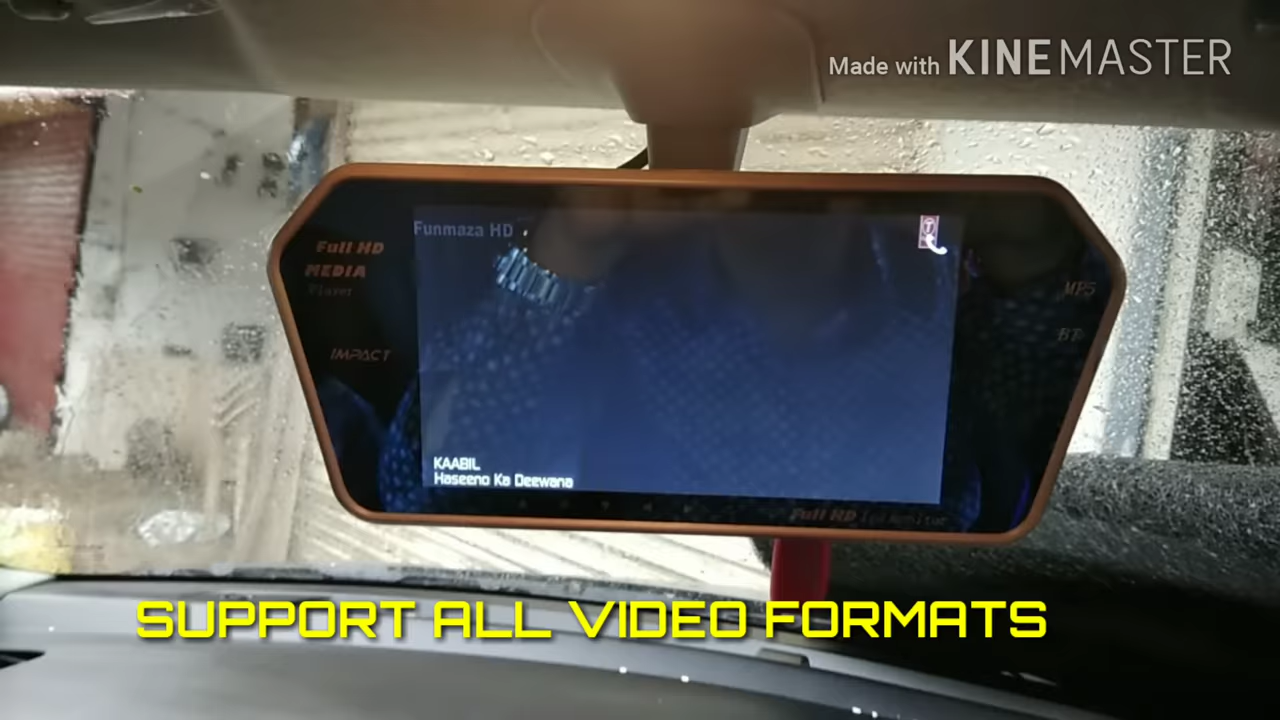 Made with KINEMASTER
Funmaza HD
Full HD
MEDIA
Player
IMPACT
MP5
BT
KAABIL
Haseeno Ka Deewana
Full HD
SUPPORT ALL VIDEO FORMATS